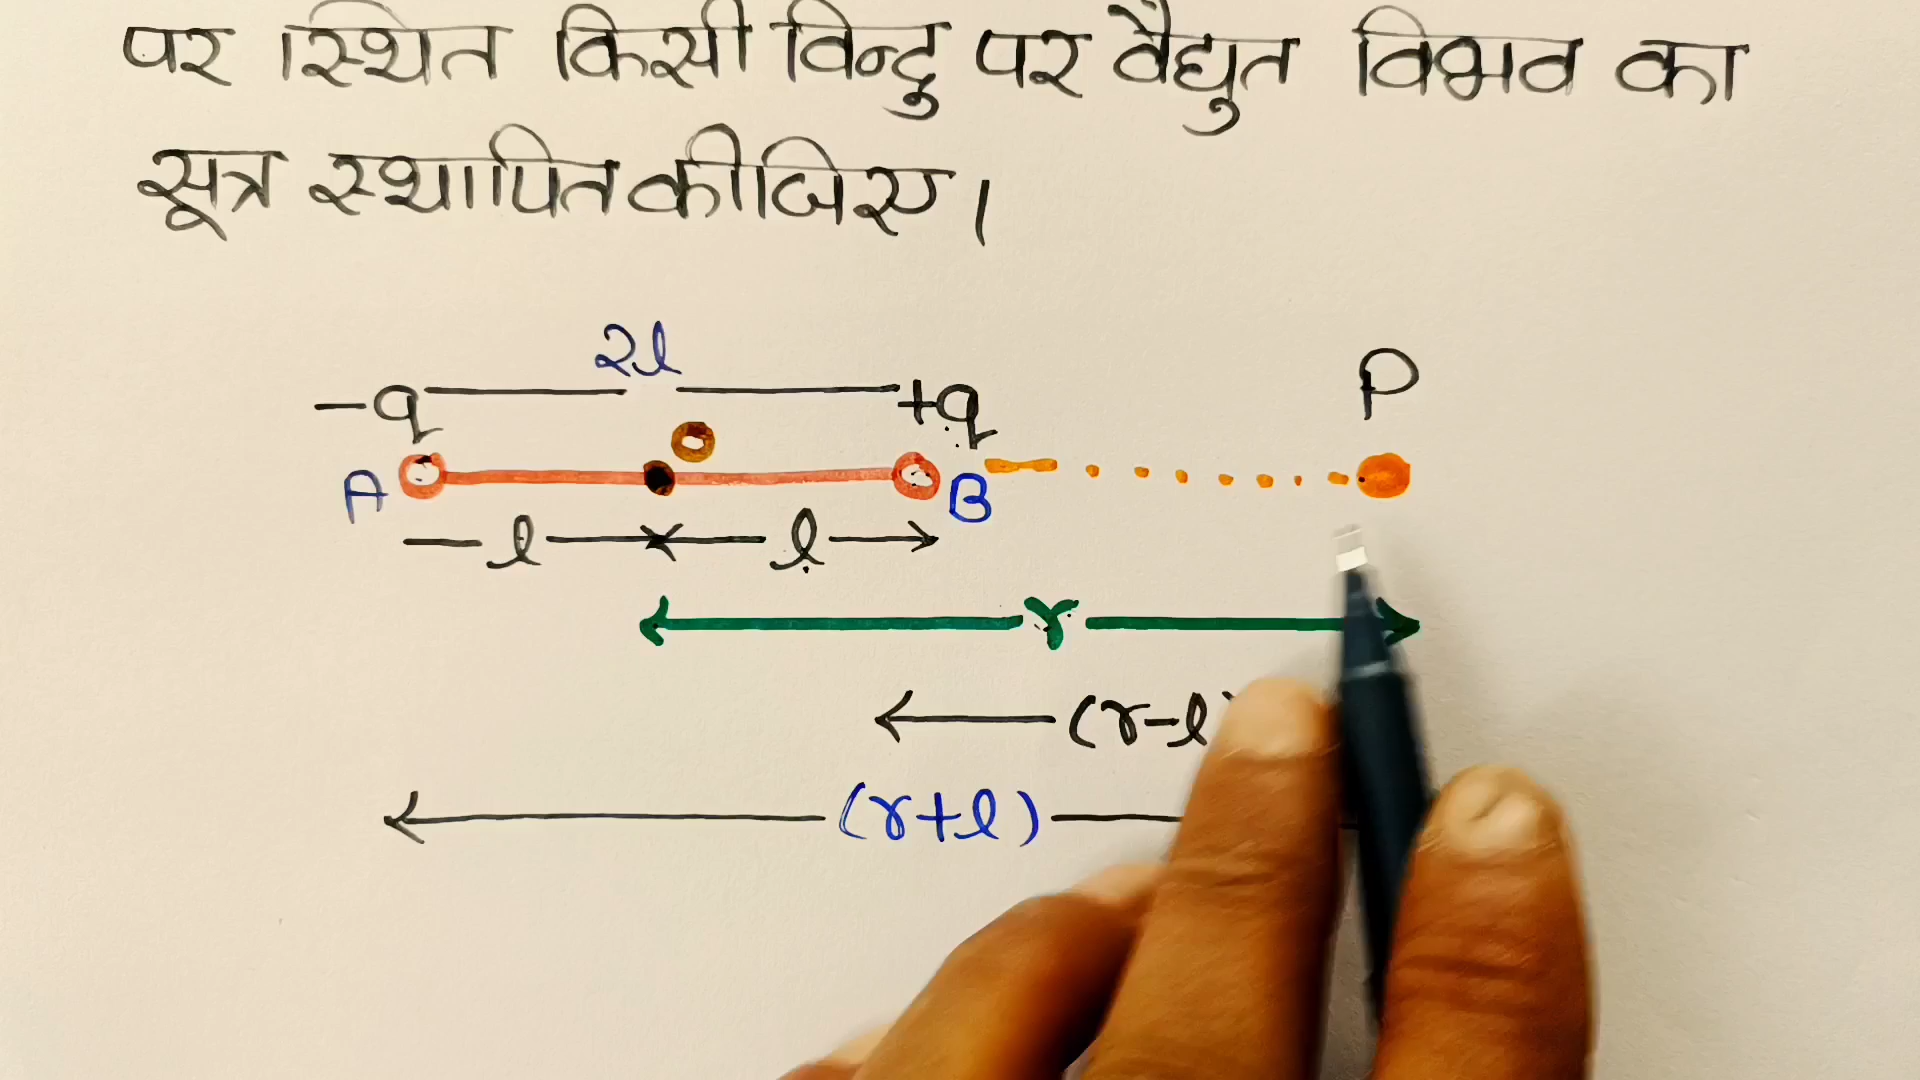 पर स्थित किसी विन्दु पर वैद्युत विभव का
सूत्र स्थापित कीजिए।
2l
-q +q P
A B
l l
r
(r-l)
(r+l)